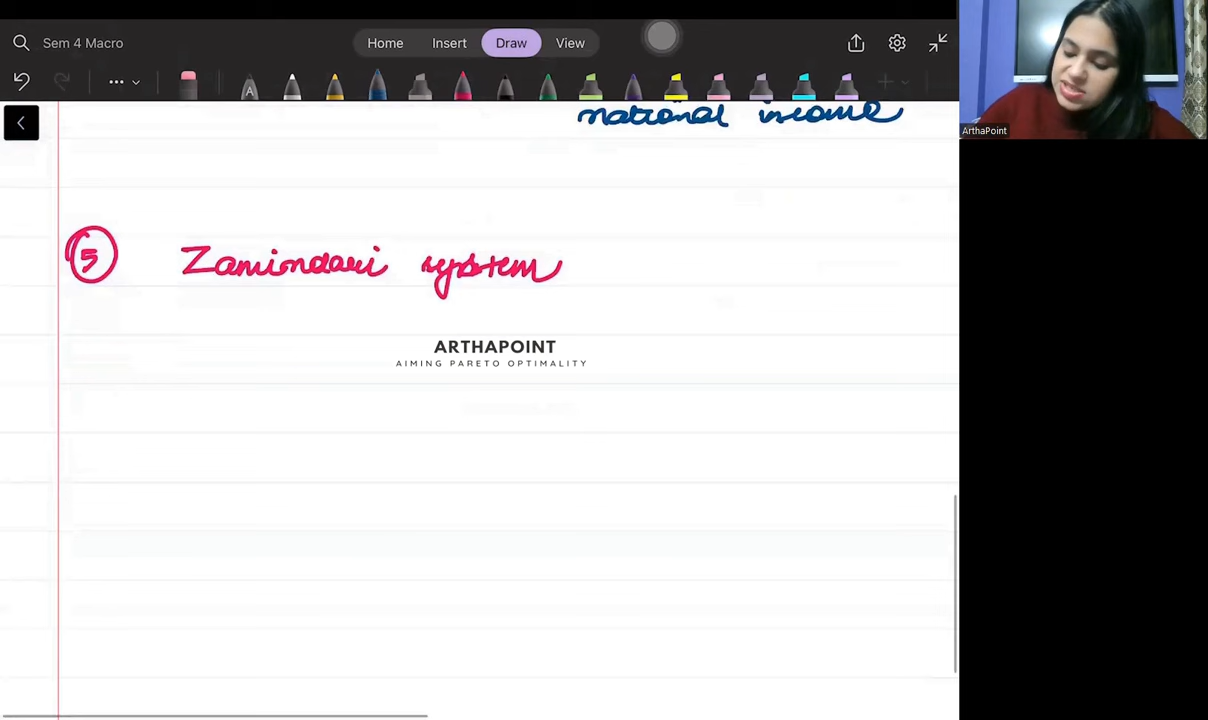 Sem 4 Macro
Home Insert Draw View
A
ArthaPoint
national income
5 Zamindari system
ARTHAPOINT
AIMING PARETO OPTIMALITY